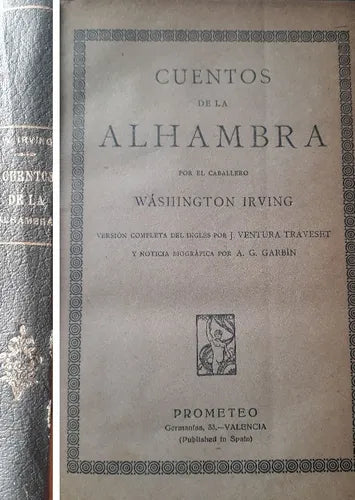 W. IRVING
CUENTOS
DE LA
ALHAMBRA
CUENTOS
DE LA
ALHAMBRA
POR EL CABALLERO
WÁSHINGTON IRVING
VERSIÓN COMPLETA DEL INGLÉS POR J. VENTURA TRAVESET
Y NOTICIA BIOGRÁFICA POR A. G. GARBÍN
PROMETEO
Germanías, 33.—VALENCIA
(Published in Spain)